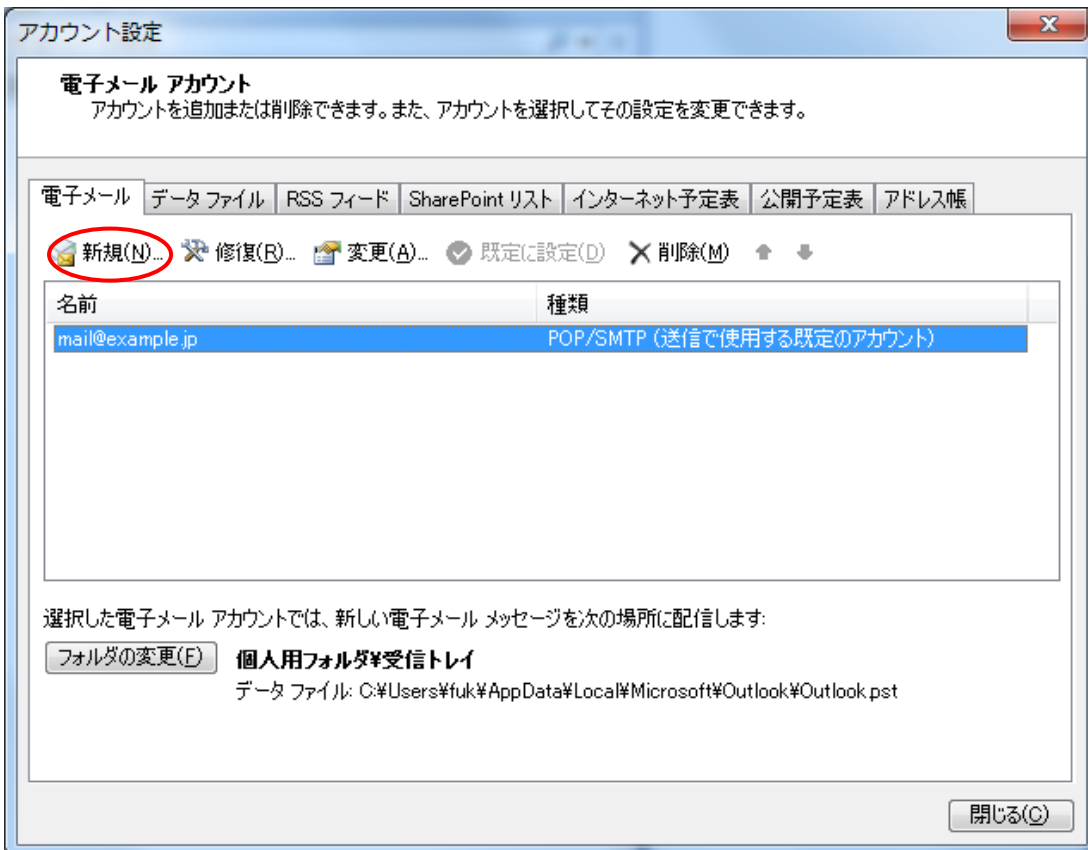 アカウント設定
電子メール アカウント
アカウントを追加または削除できます。また、アカウントを選択してその設定を変更できます。
電子メール データ ファイル RSS フィード SharePoint リスト インターネット予定表 公開予定表 アドレス帳
新規(N)... 修復(R)... 変更(A)... 既定に設定(D) 削除(M)
名前 種類
mail@example.jp POP/SMTP (送信で使用する既定のアカウント)
選択した電子メール アカウントでは、新しい電子メール メッセージを次の場所に配信します:
フォルダの変更(F) 個人用フォルダ¥受信トレイ
データ ファイル: C:¥Users¥fuk¥AppData¥Local¥Microsoft¥Outlook¥Outlook.pst
閉じる(C)